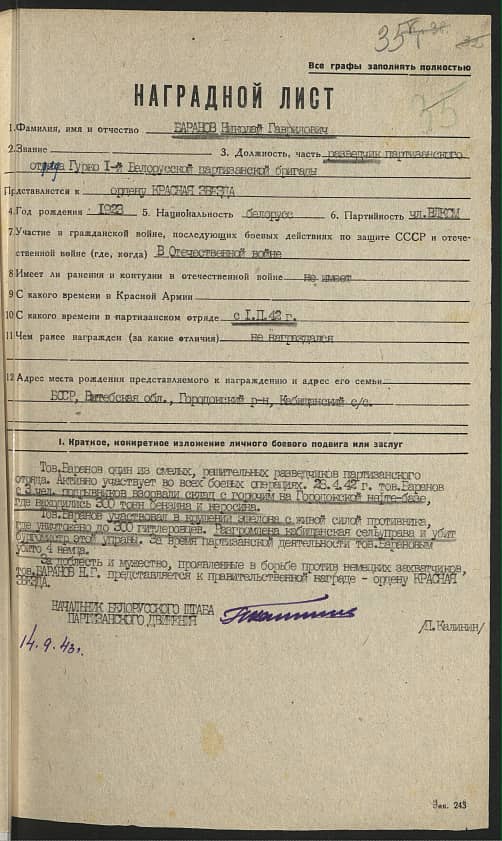 Все графы заполнять полностью
НАГРАДНОЙ ЛИСТ
1. Фамилия, имя и отчество БАРАНОВ Николай Гаврилович
2. Звание 3. Должность, часть разведчик партизанского
отряда Гурко I-й Белорусской партизанской бригады
Представляется к ордену КРАСНАЯ ЗВЕЗДА
4. Год рождения 1923 5. Национальность белорусс 6. Партийность чл.ВЛКСМ
7. Участие в гражданской войне, последующих боевых действиях по защите СССР и отече-
ственной войне (где, когда) В Отечественной войне
8 Имеет ли ранения и контузии в отечественной войне не имеет
9 С какого времени в Красной Армии
10 С какого времени в партизанском отряде с I.II.42 г.
11 Чем ранее награжден (за какие отличия) не награждался
12 Адрес места рождения представляемого к награждению и адрес его семьи
БССР, Витебская обл., Городокский р-н, Кабищанский с/с.
I. Краткое, конкретное изложение личного боевого подвига или заслуг
Тов.Баранов один из смелых, решительных разведчиков партизанского
отряда. Активно участвует во всех боевых операциях. 26.4.42 г. тов.Баранов
с 3 чел. подрывников взорвали склад с горючим на Городокской нефте-базе,
где находились 300 тонн бензина и керосина.
Тов.Баранов участвовал в крушении эшелона с живой силой противника,
где уничтожено до 300 гитлеровцев. Разгромлена кабищанская сельуправа и убит
бургомистр этой управы. За время партизанской деятельности тов.Барановым
убито 4 немца.
За доблесть и мужество, проявленные в борьбе против немецких захватчиков,
тов.БАРАНОВ Н.Г. представляется к правительственной награде - ордену КРАСНАЯ
ЗВЕЗДА.
НАЧАЛЬНИК БЕЛОРУССКОГО ШТАБА
ПАРТИЗАНСКОГО ДВИЖЕНИЯ
/П.Калинин/
14.9.43г.
Зак. 243